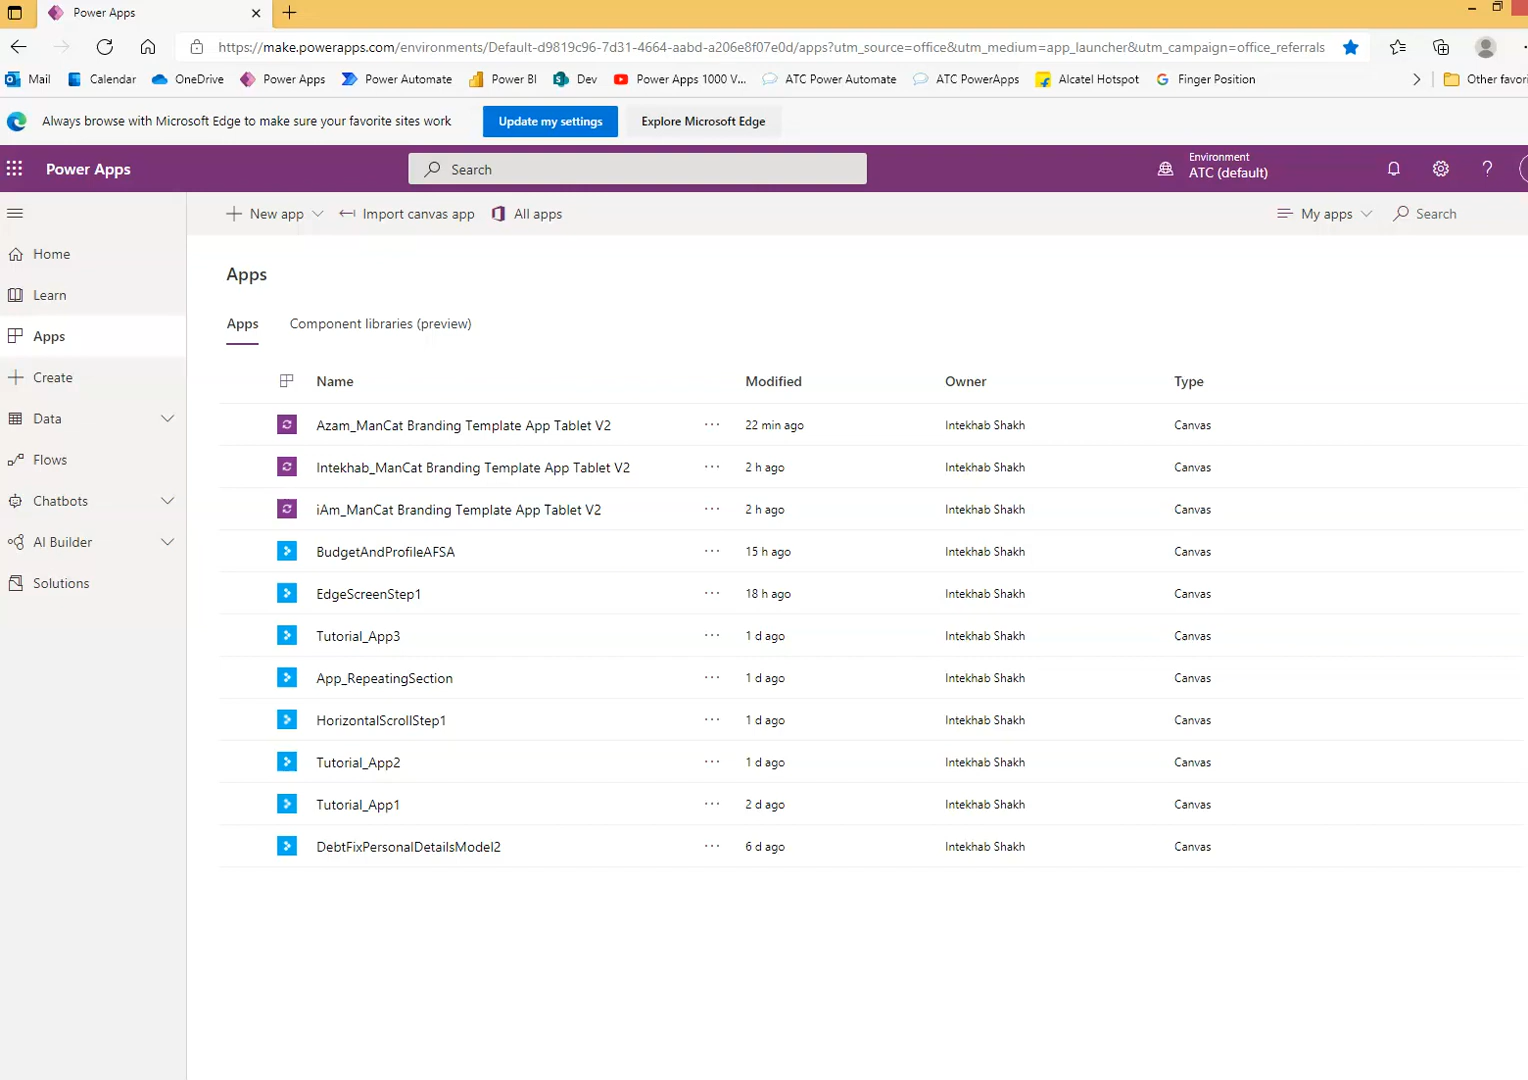 Power Apps
https://make.powerapps.com/environments/Default-d9819c96-7d31-4664-aabd-a206e8f07e0d/apps?utm_source=office&utm_medium=app_launcher&utm_campaign=office_referrals
Mail Calendar OneDrive Power Apps Power Automate Power BI Dev Power Apps 1000 V... ATC Power Automate ATC PowerApps Alcatel Hotspot Finger Position Other favori
Always browse with Microsoft Edge to make sure your favorite sites work Update my settings Explore Microsoft Edge
Power Apps Search Environment
ATC (default)
New app Import canvas app All apps My apps Search
Home
Learn
Apps
Create
Data
Flows
Chatbots
AI Builder
Solutions
Apps
Apps Component libraries (preview)
Name Modified Owner Type
Azam_ManCat Branding Template App Tablet V2 ... 22 min ago Intekhab Shakh Canvas
Intekhab_ManCat Branding Template App Tablet V2 ... 2 h ago Intekhab Shakh Canvas
iAm_ManCat Branding Template App Tablet V2 ... 2 h ago Intekhab Shakh Canvas
BudgetAndProfileAFSA ... 15 h ago Intekhab Shakh Canvas
EdgeScreenStep1 ... 18 h ago Intekhab Shakh Canvas
Tutorial_App3 ... 1 d ago Intekhab Shakh Canvas
App_RepeatingSection ... 1 d ago Intekhab Shakh Canvas
HorizontalScrollStep1 ... 1 d ago Intekhab Shakh Canvas
Tutorial_App2 ... 1 d ago Intekhab Shakh Canvas
Tutorial_App1 ... 2 d ago Intekhab Shakh Canvas
DebtFixPersonalDetailsModel2 ... 6 d ago Intekhab Shakh Canvas